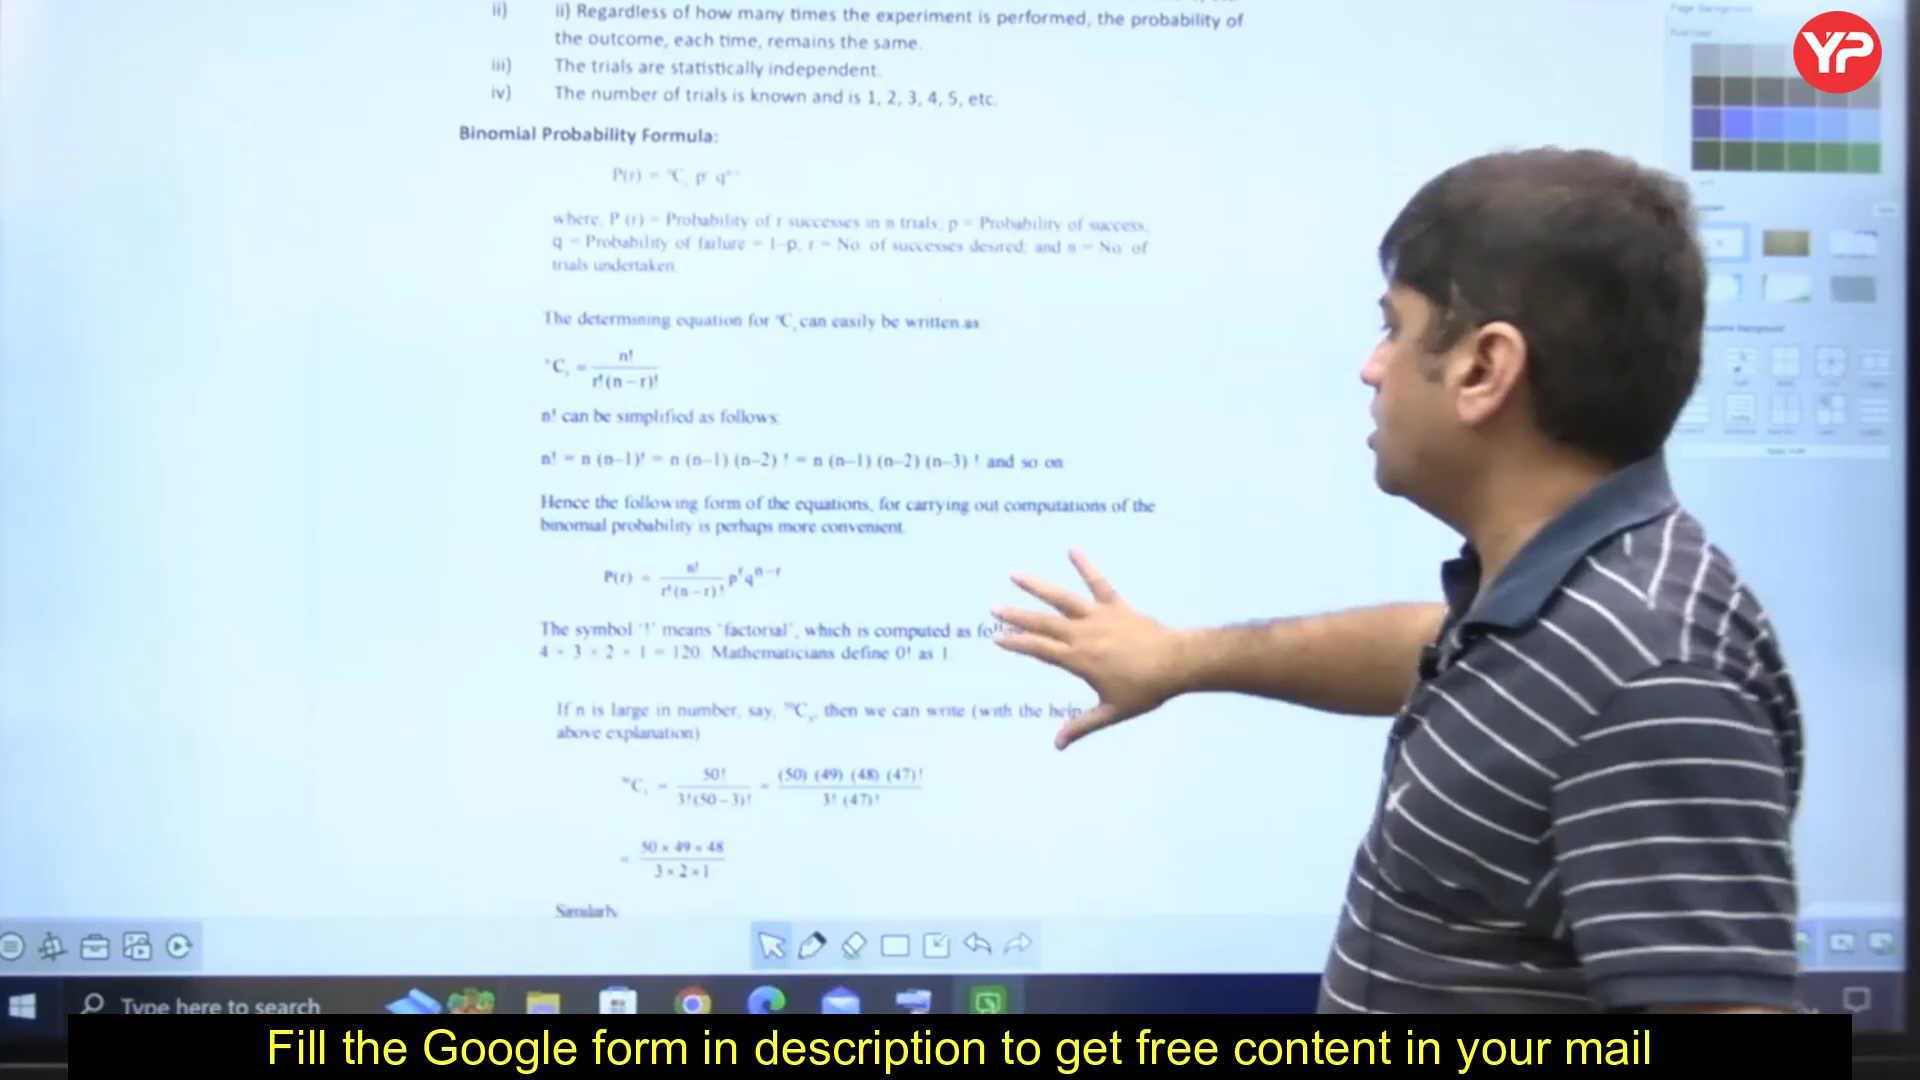 ii) ii) Regardless of how many times the experiment is performed, the probability of
the outcome, each time, remains the same.
iii) The trials are statistically independent.
iv) The number of trials is known and is 1, 2, 3, 4, 5, etc.
Binomial Probability Formula:
P(r) = ⁿCᵣ pʳ qⁿ⁻
where, P (r) = Probability of r successes in n trials; p = Probability of success;
q = Probability of failure = 1-p; r = No. of successes desired; and n = No. of
trials undertaken.
The determining equation for ⁿCᵣ can easily be written as
ⁿCᵣ = n! / r!(n – r)!
n! can be simplified as follows:
n! = n (n–1)! = n (n–1) (n–2) ! = n (n–1) (n–2) (n–3) ! and so on
Hence the following form of the equations, for carrying out computations of the
binomial probability is perhaps more convenient.
P(r) = n! / r!(n – r)! pʳqⁿ⁻ʳ
The symbol '!' means 'factorial', which is computed as
4 × 3 × 2 × 1 = 120. Mathematicians define 0! as 1.
If n is large in number, say, ⁵⁰C₃, then we can write (with the help
above explanation)
⁵⁰C₃ = 50! / 3!(50 – 3)! = (50) (49) (48) (47)! / 3! (47)!
= 50 × 49 × 48 / 3 × 2 × 1
Similarly,
Page Background
YP
Type here to search
Fill the Google form in description to get free content in your mail